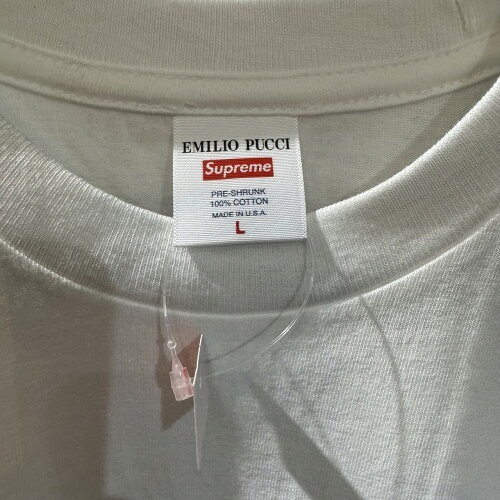 EMILIO PUCCI
Supreme
PRE-SHRUNK
100% COTTON
MADE IN U.S.A.
L